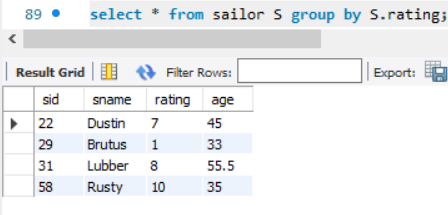 89 select * from sailor S group by S.rating;
Result Grid Filter Rows: Export:
sid sname rating age
22 Dustin 7 45
29 Brutus 1 33
31 Lubber 8 55.5
58 Rusty 10 35